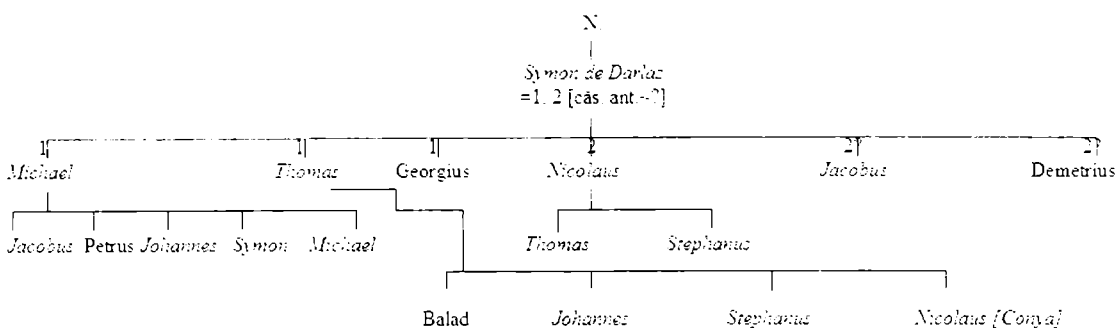 N.
Symon de Darlaz
=1, 2 [căs. ant.-?]
1 1 1 2 2 2
Michael Thomas Georgius Nicolaus Jacobus Demetrius
Jacobus Petrus Johannes Symon Michael Thomas Stephanus
Balad Johannes Stephanus Nicolaus [Conya]